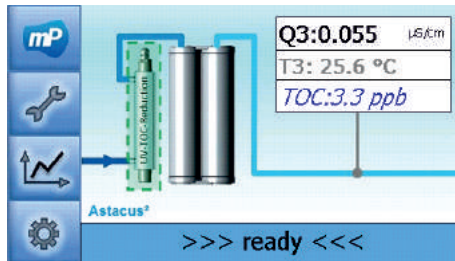 mP
Q3:0.055 µS/cm
T3: 25.6 °C
TOC:3.3 ppb
UV-TOC-Reduction
Astacus²
>>> ready <<<